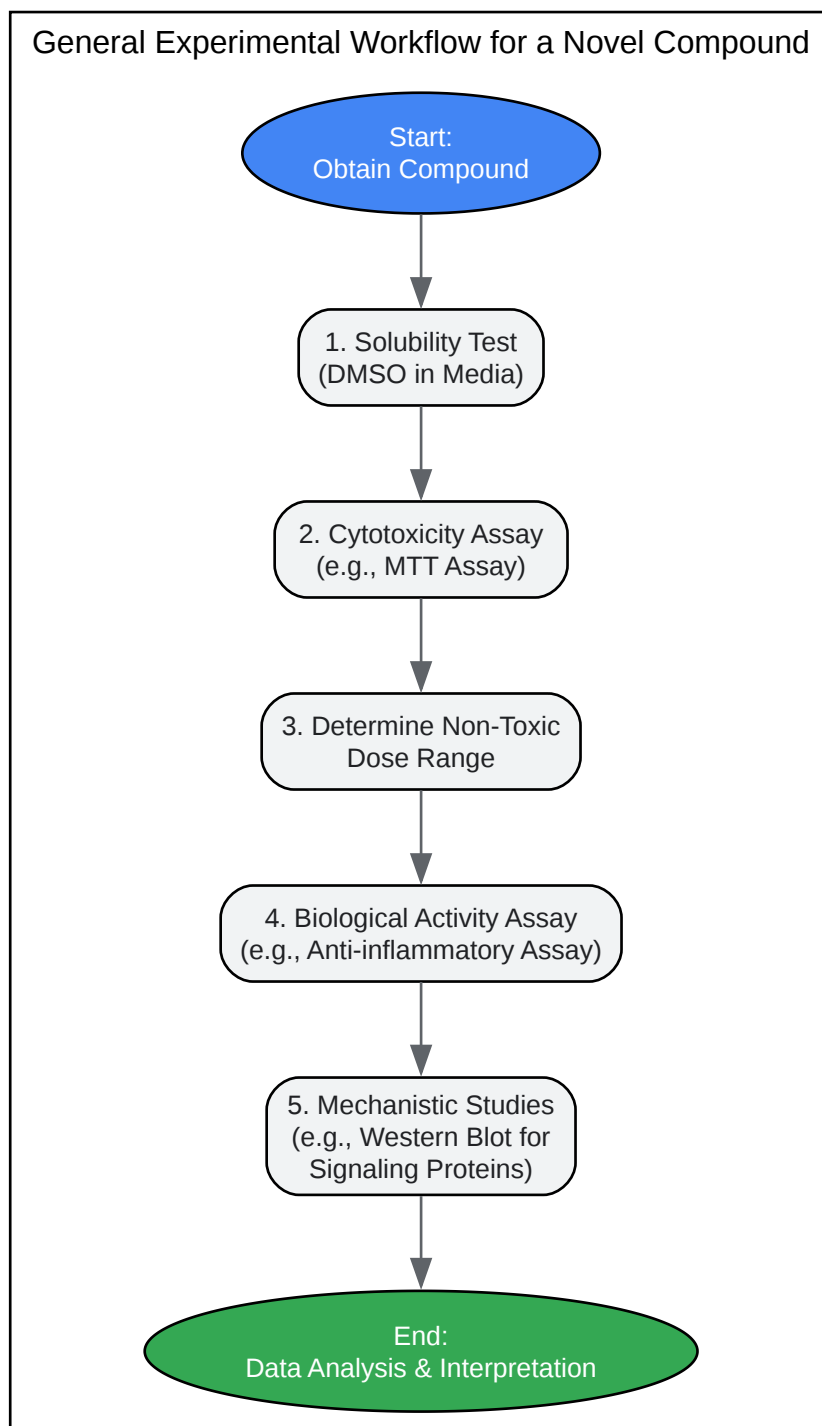 General Experimental Workflow for a Novel Compound
Start:
Obtain Compound
1. Solubility Test
(DMSO in Media)
2. Cytotoxicity Assay
(e.g., MTT Assay)
3. Determine Non-Toxic
Dose Range
4. Biological Activity Assay
(e.g., Anti-inflammatory Assay)
5. Mechanistic Studies
(e.g., Western Blot for
Signaling Proteins)
End:
Data Analysis & Interpretation